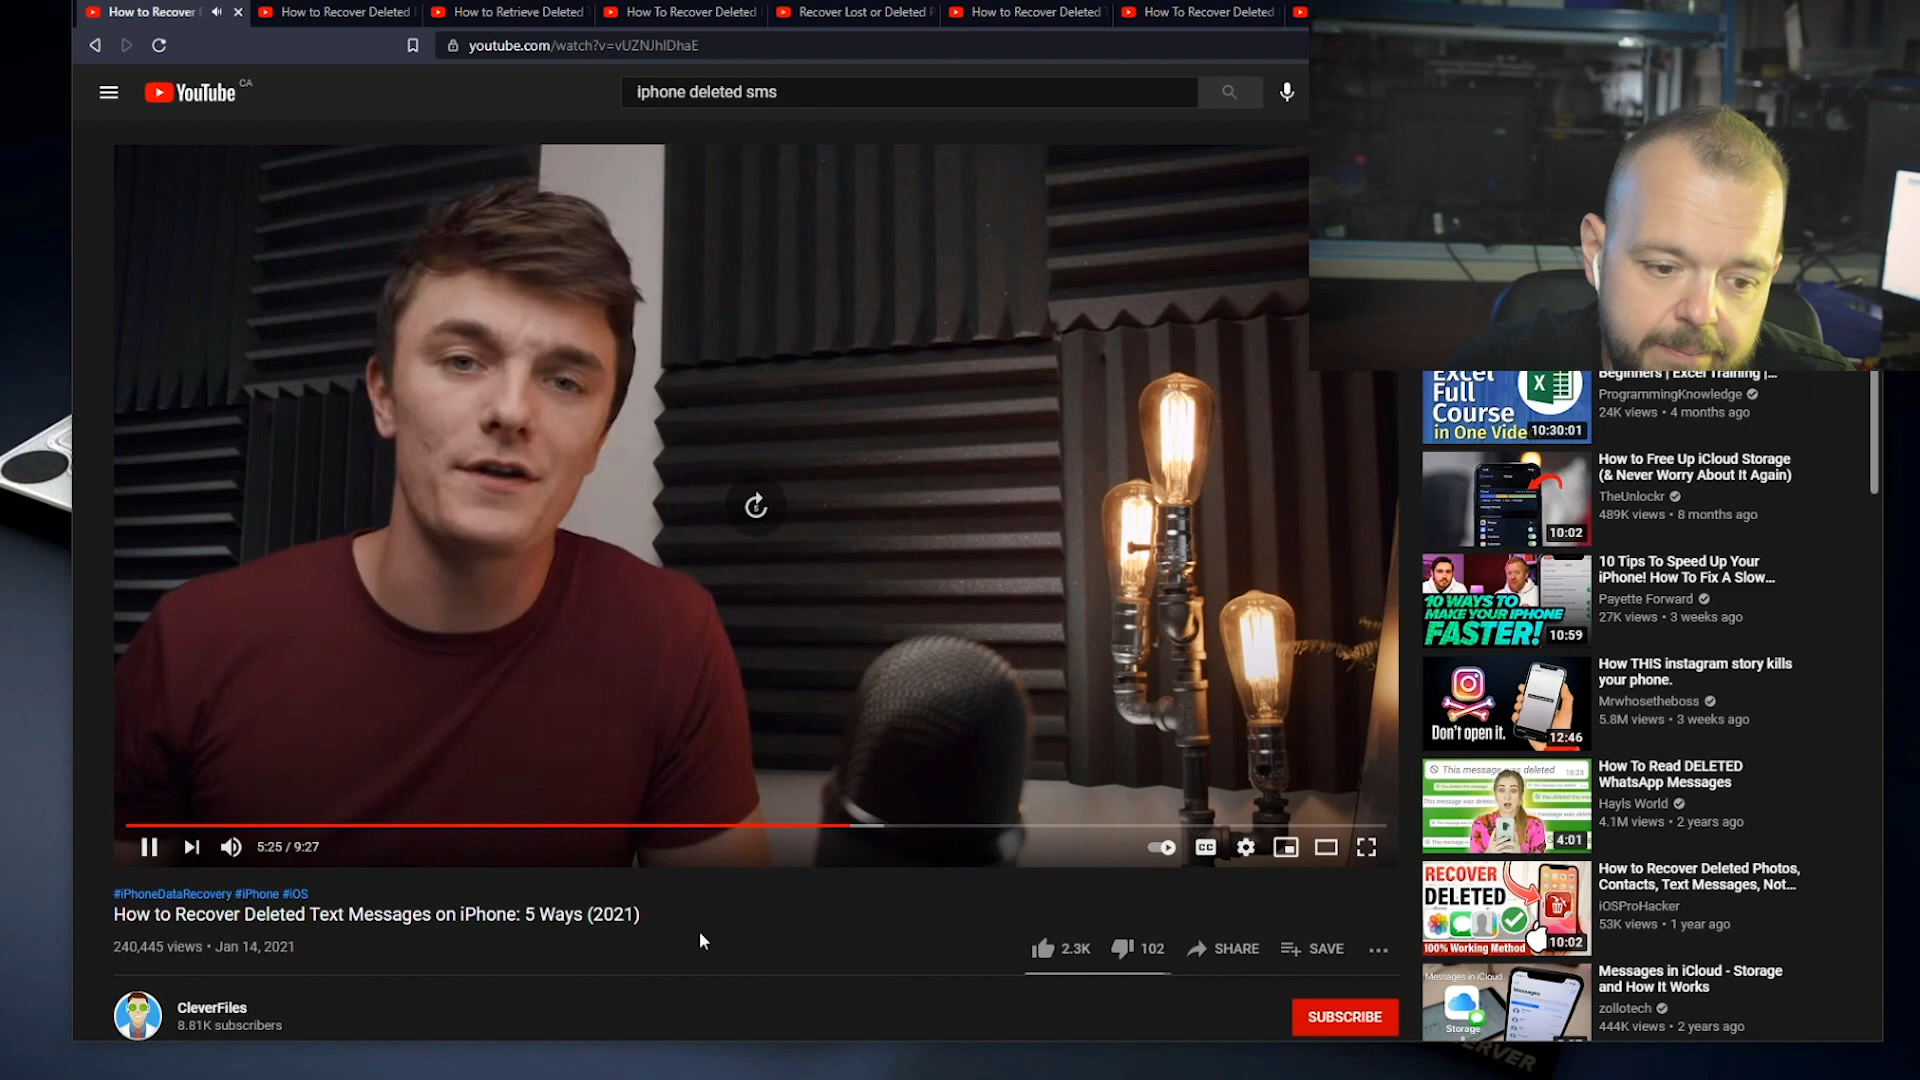 How to Recover
How to Recover Deleted
How to Retrieve Deleted
How To Recover Deleted
Recover Lost or Deleted
How to Recover Deleted
How To Recover Deleted
youtube.com/watch?v=vUZNJhIDhaE
YouTube CA
iphone deleted sms
5
5:25 / 9:27
CC
#iPhoneDataRecovery #iPhone #iOS
How to Recover Deleted Text Messages on iPhone: 5 Ways (2021)
240,445 views • Jan 14, 2021
2.3K
102
SHARE
SAVE
CleverFiles
8.81K subscribers
SUBSCRIBE
Excel
Full
Course
in One Vide
10:30:01
Beginners | Excel Training |...
ProgrammingKnowledge
24K views • 4 months ago
10:02
How to Free Up iCloud Storage
(& Never Worry About It Again)
TheUnlockr
489K views • 8 months ago
10 WAYS TO
MAKE YOUR IPHONE
FASTER!
10:59
10 Tips To Speed Up Your
iPhone! How To Fix A Slow...
Payette Forward
27K views • 3 weeks ago
Don't open it.
12:46
How THIS instagram story kills
your phone.
Mrwhosetheboss
5.8M views • 3 weeks ago
This message was deleted
4:01
How To Read DELETED
WhatsApp Messages
Hayls World
4.1M views • 2 years ago
RECOVER
DELETED
100% Working Method
10:02
How to Recover Deleted Photos,
Contacts, Text Messages, Not...
iOSProHacker
53K views • 1 year ago
Messages in iCloud
Storage
Messages in iCloud - Storage
and How It Works
zollotech
444K views • 2 years ago